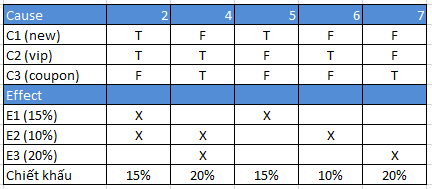 Cause 2 4 5 6 7
C1 (new) T F T F F
C2 (vip) T T F T F
C3 (coupon) F T F F T
Effect
E1 (15%) X X
E2 (10%) X X X
E3 (20%) X X
Chiết khấu 15% 20% 15% 10% 20%